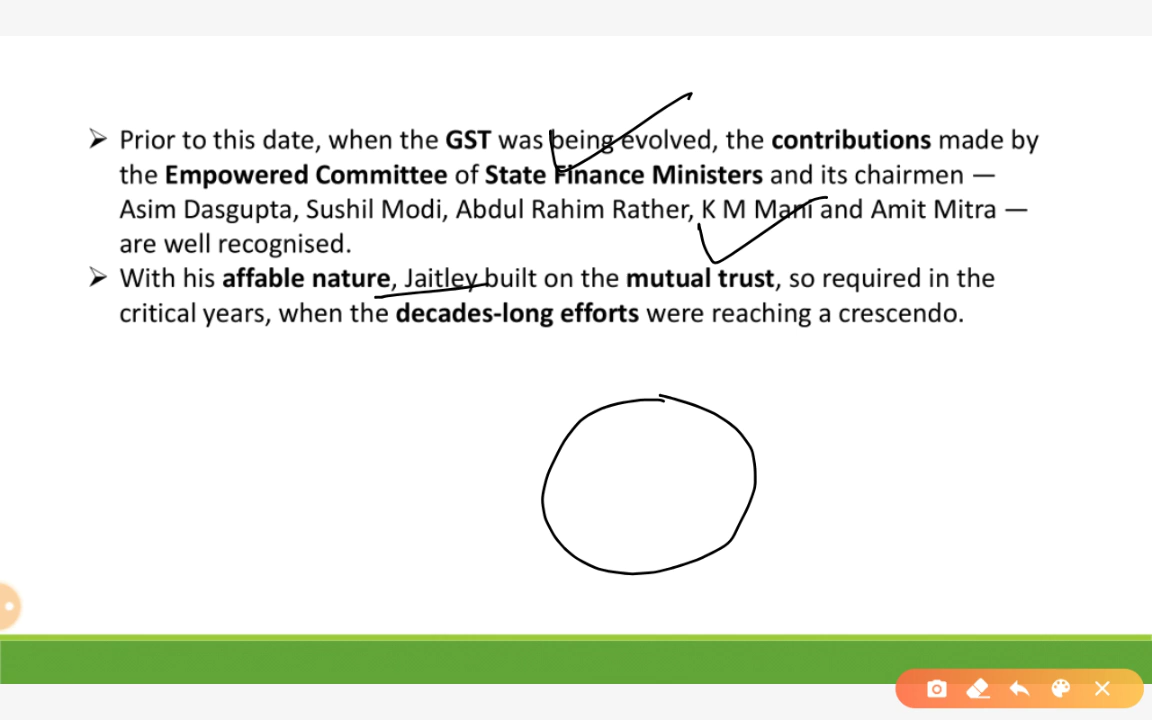 ➢ Prior to this date, when the GST was being evolved, the contributions made by
the Empowered Committee of State Finance Ministers and its chairmen —
Asim Dasgupta, Sushil Modi, Abdul Rahim Rather, K M Mani and Amit Mitra —
are well recognised.
➢ With his affable nature, Jaitley built on the mutual trust, so required in the
critical years, when the decades-long efforts were reaching a crescendo.